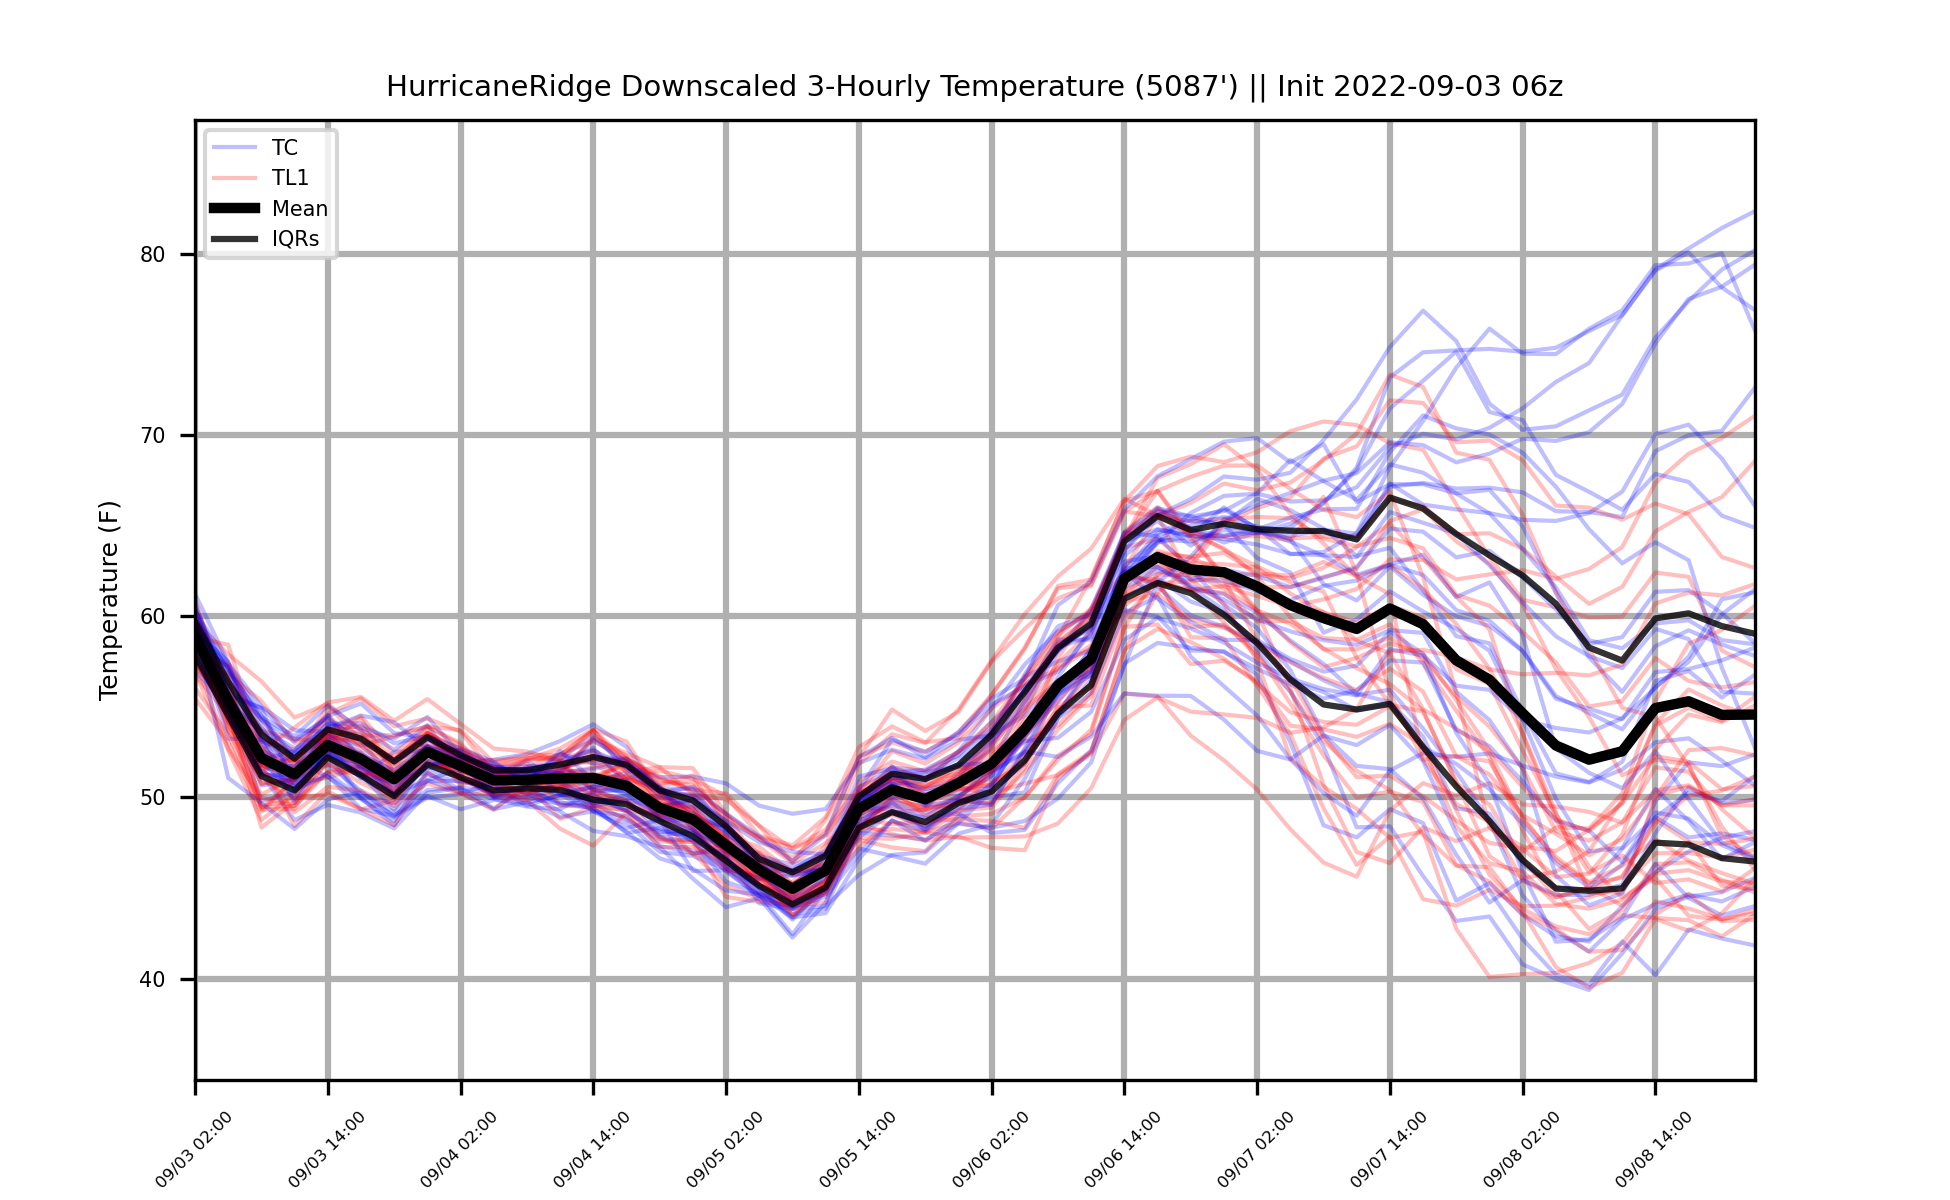 HurricaneRidge Downscaled 3-Hourly Temperature (5087') || Init 2022-09-03 06z
TC
TL1
Mean
IQRs
Temperature (F)
80
70
60
50
40
09/03 02:00
09/03 14:00
09/04 02:00
09/04 14:00
09/05 02:00
09/05 14:00
09/06 02:00
09/06 14:00
09/07 02:00
09/07 14:00
09/08 02:00
09/08 14:00